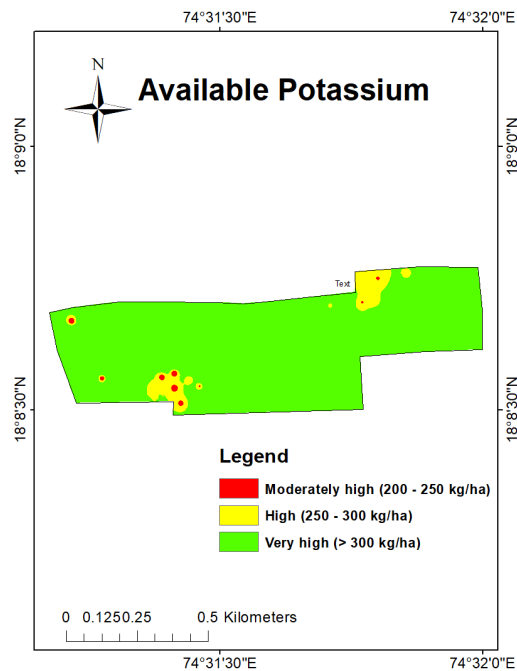 74°31'30"E
74°32'0"E
N
Available Potassium
18°9'0"N
18°9'0"N
Text
18°8'30"N
18°8'30"N
Legend
Moderately high (200 - 250 kg/ha)
High (250 - 300 kg/ha)
Very high (> 300 kg/ha)
0 0.125 0.25 0.5 Kilometers
74°31'30"E
74°32'0"E